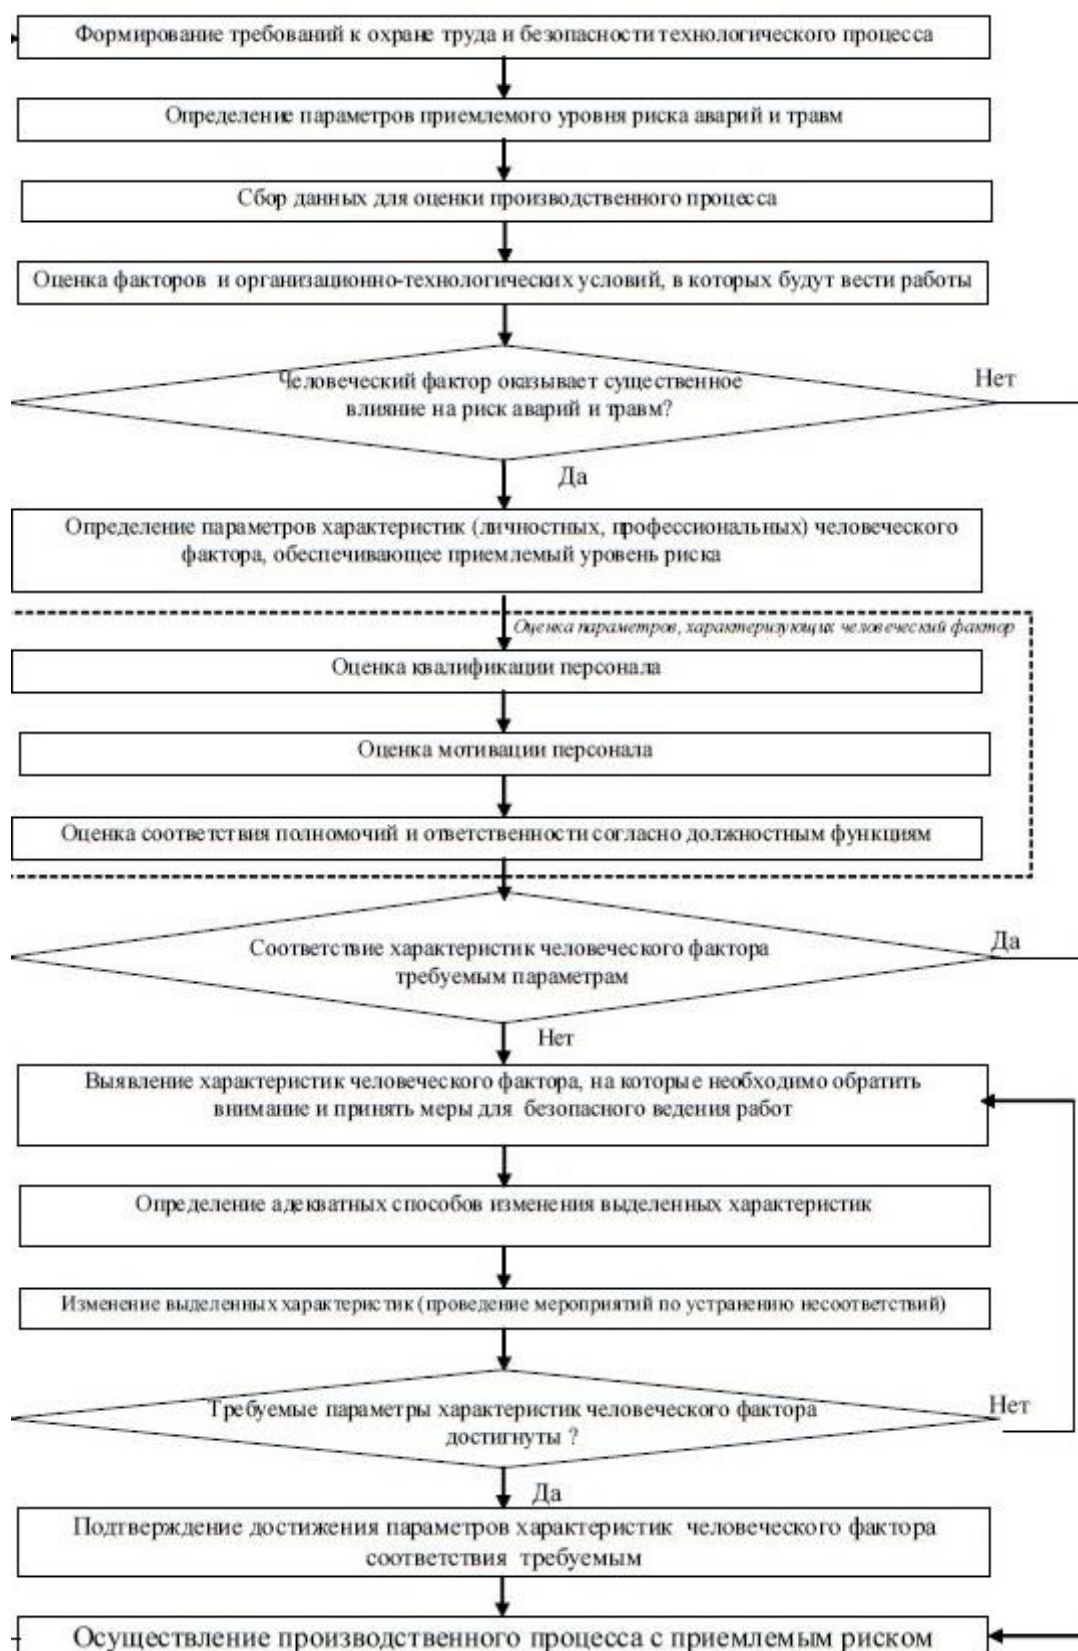 Формирование требований к охране труда и безопасности технологического процесса
Определение параметров приемлемого уровня риска аварий и травм
Сбор данных для оценки производственного процесса
Оценка факторов и организационно-технологических условий, в которых будут вести работы
Человеческий фактор оказывает существенное
влияние на риск аварий и травм?
Нет
Да
Определение параметров характеристик (личностных, профессиональных) человеческого
фактора, обеспечивающее приемлемый уровень риска
Оценка параметров, характеризующих человеческий фактор
Оценка квалификации персонала
Оценка мотивации персонала
Оценка соответствия полномочий и ответственности согласно должностным функциям
Соответствие характеристик человеческого фактора
требуемым параметрам
Да
Нет
Выявление характеристик человеческого фактора, на которые необходимо обратить
внимание и принять меры для безопасного ведения работ
Определение адекватных способов изменения выделенных характеристик
Изменение выделенных характеристик (проведение мероприятий по устранению несоответствий)
Требуемые параметры характеристик человеческого фактора
достигнуты ?
Нет
Да
Подтверждение достижения параметров характеристик человеческого фактора
соответствия требуемым
Осуществление производственного процесса с приемлемым риском